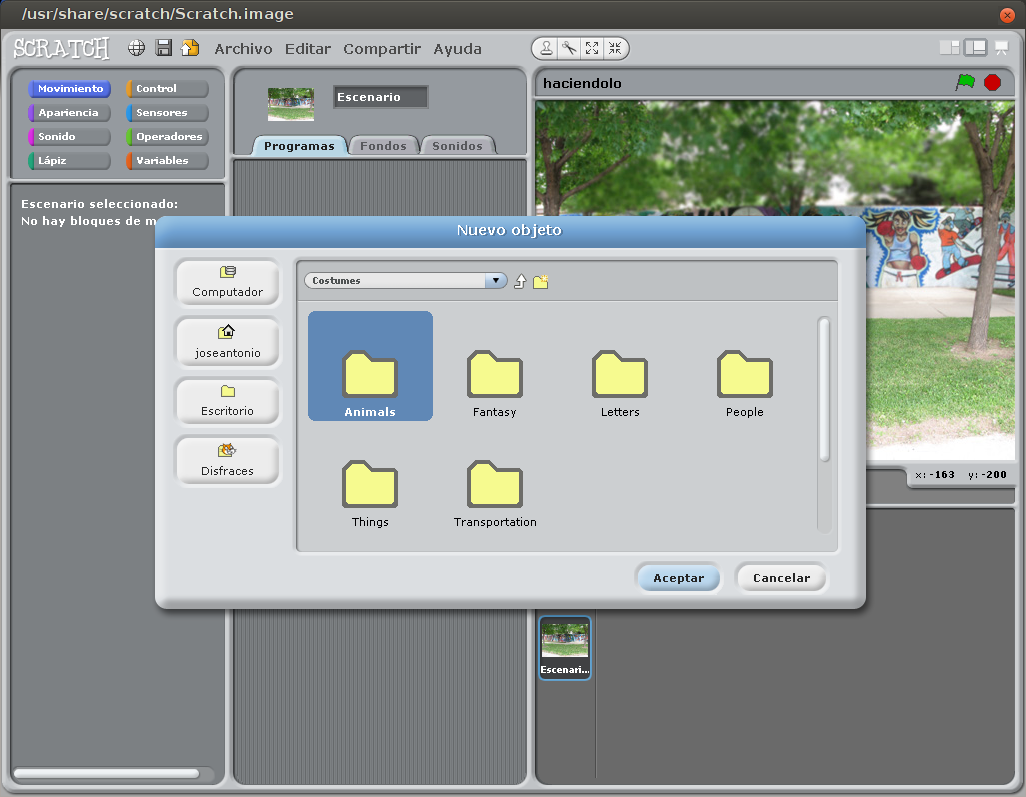 /usr/share/scratch/Scratch.image
SCRATCH
Archivo Editar Compartir Ayuda
Movimiento Control
Apariencia Sensores
Sonido Operadores
Lápiz Variables
Escenario
Programas Fondos Sonidos
haciendolo
Escenario seleccionado:
No hay bloques de m
Nuevo objeto
Computador
joseantonio
Escritorio
Disfraces
Costumes
Animals Fantasy Letters People
Things Transportation
Aceptar Cancelar
x: -163 y: -200
Escenari...